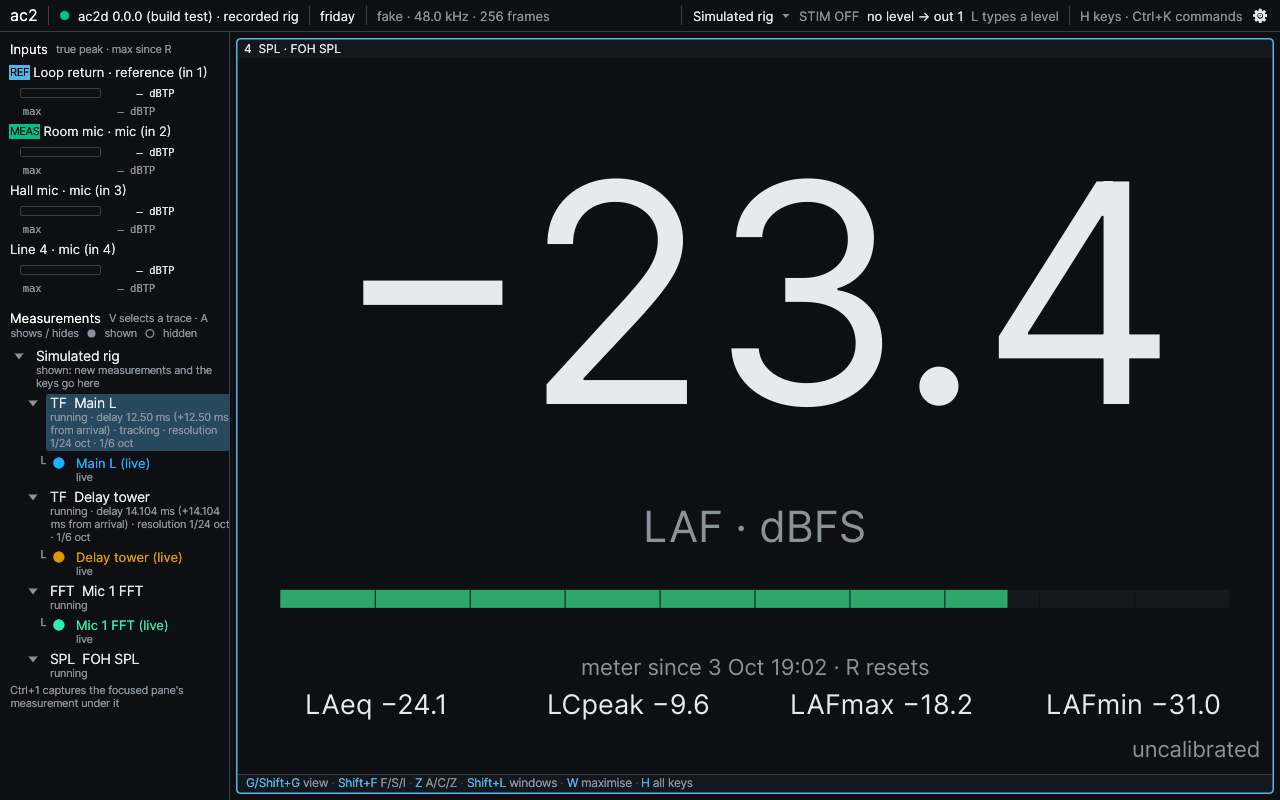 ac2 ac2d 0.0.0 (build test) · recorded rig friday fake · 48.0 kHz · 256 frames Simulated rig STIM OFF no level → out 1 L types a level H keys · Ctrl+K commands
Inputs true peak · max since R
REF Loop return · reference (in 1)
– dBTP
max – dBTP
MEAS Room mic · mic (in 2)
– dBTP
max – dBTP
Hall mic · mic (in 3)
– dBTP
max – dBTP
Line 4 · mic (in 4)
– dBTP
max – dBTP
Measurements V selects a trace · A
shows / hides shown hidden
Simulated rig
shown: new measurements and the
keys go here
TF Main L
running · delay 12.50 ms (+12.50 ms
from arrival) · tracking · resolution
1/24 oct · 1/6 oct
Main L (live)
live
TF Delay tower
running · delay 14.104 ms (+14.104
ms from arrival) · resolution 1/24 oct
· 1/6 oct
Delay tower (live)
live
FFT Mic 1 FFT
running
Mic 1 FFT (live)
live
SPL FOH SPL
running
Ctrl+1 captures the focused pane's
measurement under it
4 SPL · FOH SPL
−23.4
LAF · dBFS
meter since 3 Oct 19:02 · R resets
LAeq −24.1 LCpeak −9.6 LAFmax −18.2 LAFmin −31.0
uncalibrated
G/Shift+G view · Shift+F F/S/I · Z A/C/Z · Shift+L windows · W maximise · H all keys